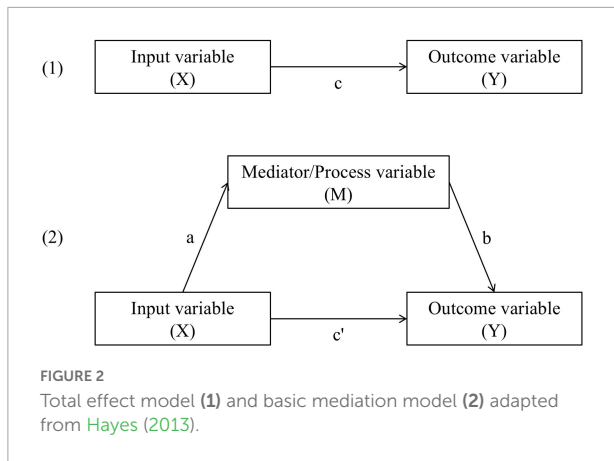 Input variable
(X)
Outcome variable
(Y)
(1)
c
Mediator/Process variable
(M)
(2)
a
b
Input variable
(X)
Outcome variable
(Y)
c'
FIGURE 2
Total effect model (1) and basic mediation model (2) adapted
from Hayes (2013).